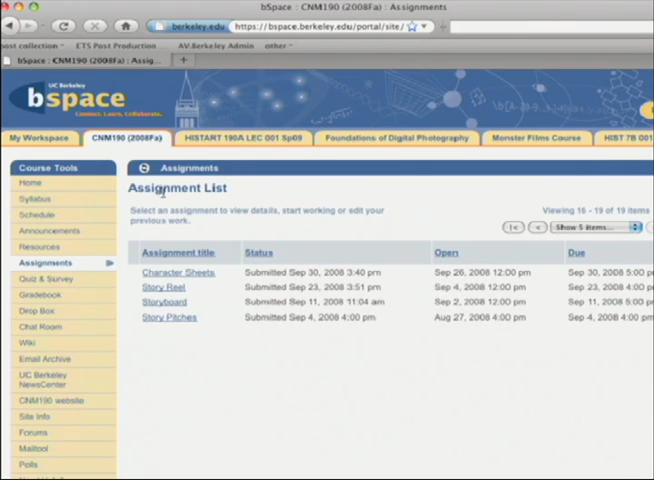 bSpace : CNM190 (2008Fa) : Assignments
berkeley.edu https://bspace.berkeley.edu/portal/site/
post collection ETS Post Production AV.Berkeley Admin other
bSpace : CNM190 (2008Fa) : Assig...
UC Berkeley
bspace
Connect. Learn. Collaborate.
My Workspace CNM190 (2008Fa) HISTART 190A LEC 001 Sp09 Foundations of Digital Photography Monster Films Course HIST 7B 001
Course Tools
Home
Syllabus
Schedule
Announcements
Resources
Assignments
Quiz & Survey
Gradebook
Drop Box
Chat Room
Wiki
Email Archive
UC Berkeley
NewsCenter
CNM190 website
Site Info
Forums
Mailtool
Polls
Assignments
Assignment List
Select an assignment to view details, start working or edit your
previous work.
Viewing 16 - 19 of 19 items
|< < Show 5 items...
Assignment title Status Open Due
Character Sheets Submitted Sep 30, 2008 3:40 pm Sep 26, 2008 12:00 pm Sep 30, 2008 5:00 p
Story Reel Submitted Sep 23, 2008 3:51 pm Sep 4, 2008 12:00 pm Sep 23, 2008 4:00 p
Storyboard Submitted Sep 11, 2008 11:04 am Sep 2, 2008 12:00 pm Sep 11, 2008 5:00 p
Story Pitches Submitted Sep 4, 2008 4:00 pm Aug 27, 2008 4:00 pm Sep 4, 2008 4:00 pm